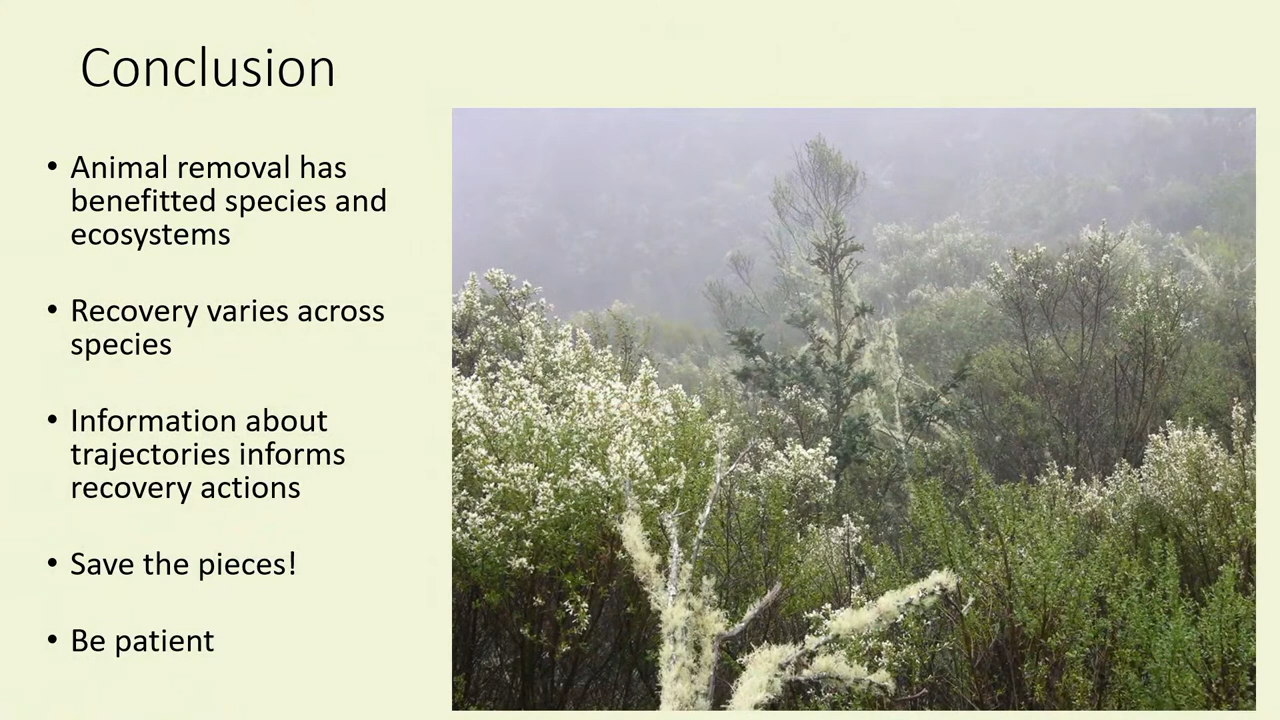 Conclusion
• Animal removal has
benefitted species and
ecosystems
• Recovery varies across
species
• Information about
trajectories informs
recovery actions
• Save the pieces!
• Be patient